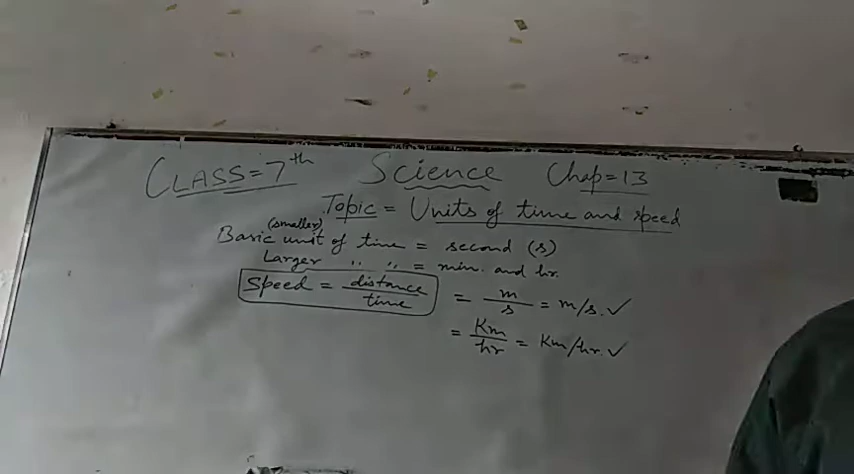 CLASS=7th Science Chap=13
Topic = Units of time and speed
(smaller)
Basic unit of time = second (s)
Larger " " = min. and hr.
Speed = distance/time = m/s = m/s. ✓
= Km/hr = Km/hr. ✓